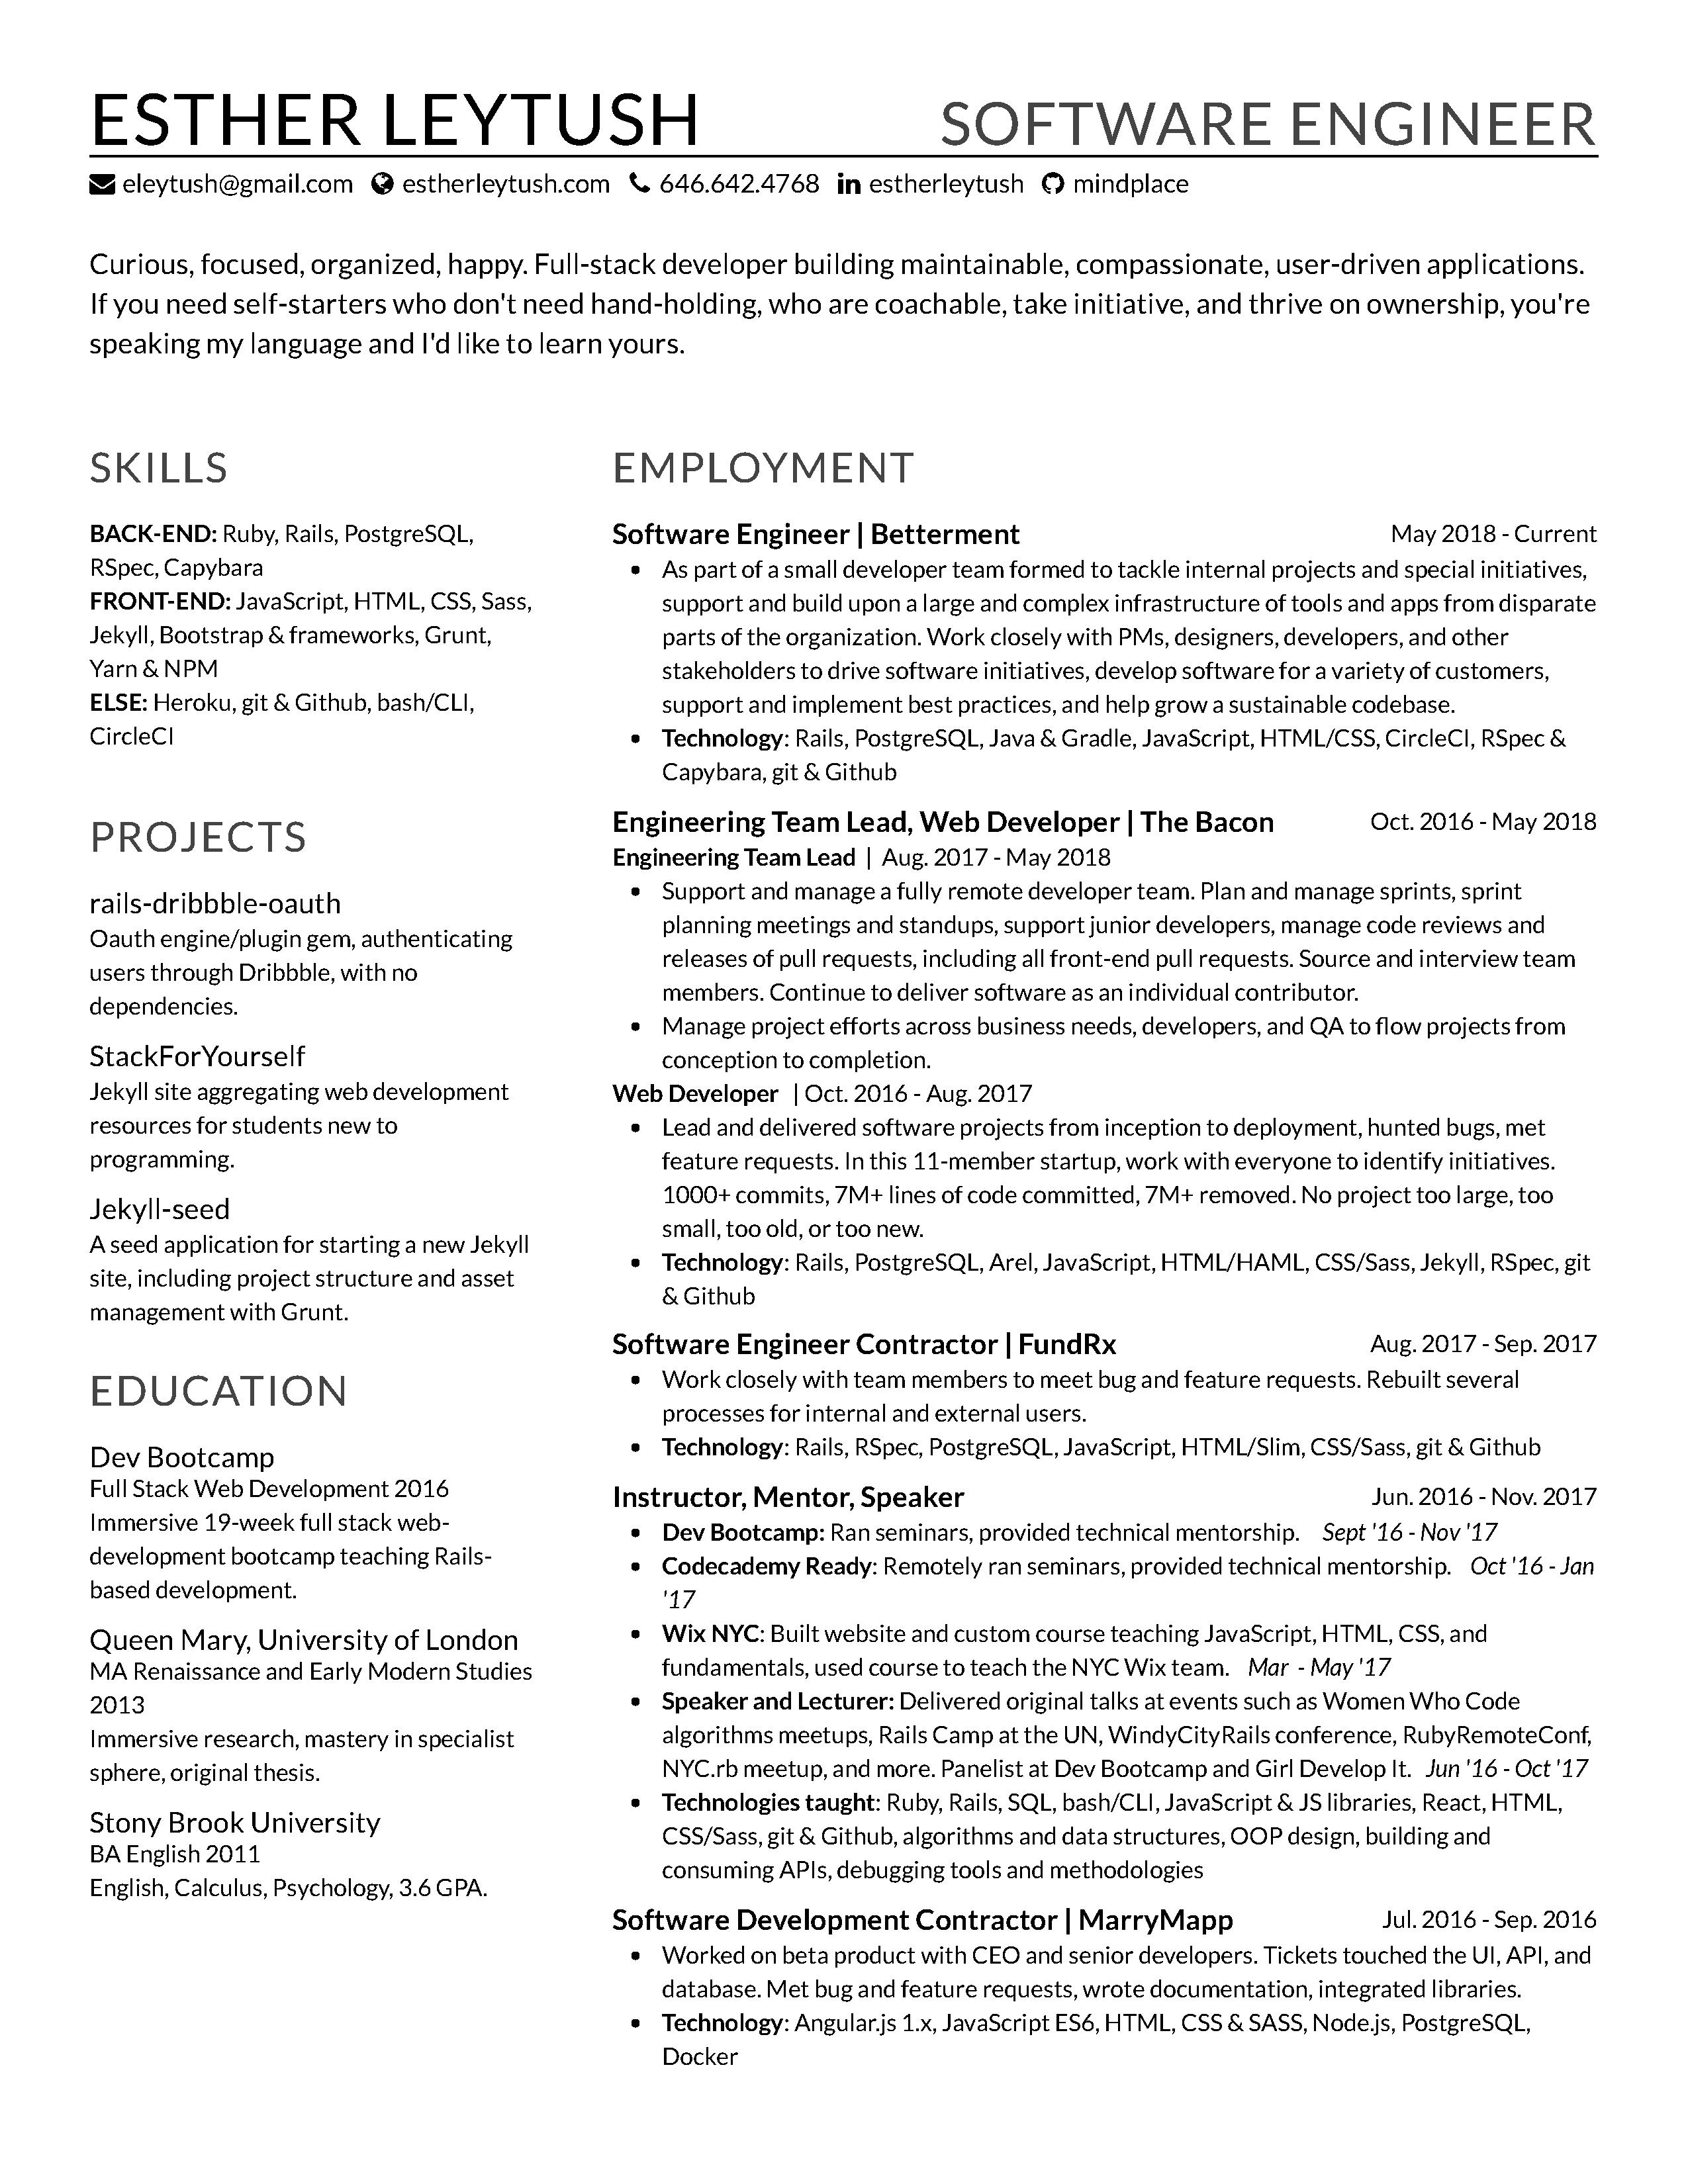 ESTHER LEYTUSH SOFTWARE ENGINEER
eleytush@gmail.com estherleytush.com 646.642.4768 estherleytush mindplace
Curious, focused, organized, happy. Full-stack developer building maintainable, compassionate, user-driven applications.
If you need self-starters who don't need hand-holding, who are coachable, take initiative, and thrive on ownership, you're
speaking my language and I'd like to learn yours.
SKILLS
BACK-END: Ruby, Rails, PostgreSQL,
RSpec, Capybara
FRONT-END: JavaScript, HTML, CSS, Sass,
Jekyll, Bootstrap & frameworks, Grunt,
Yarn & NPM
ELSE: Heroku, git & Github, bash/CLI,
CircleCI
PROJECTS
rails-dribbble-oauth
Oauth engine/plugin gem, authenticating
users through Dribbble, with no
dependencies.
StackForYourself
Jekyll site aggregating web development
resources for students new to
programming.
Jekyll-seed
A seed application for starting a new Jekyll
site, including project structure and asset
management with Grunt.
EDUCATION
Dev Bootcamp
Full Stack Web Development 2016
Immersive 19-week full stack web-
development bootcamp teaching Rails-
based development.
Queen Mary, University of London
MA Renaissance and Early Modern Studies
2013
Immersive research, mastery in specialist
sphere, original thesis.
Stony Brook University
BA English 2011
English, Calculus, Psychology, 3.6 GPA.
EMPLOYMENT
Software Engineer | Betterment May 2018 - Current
• As part of a small developer team formed to tackle internal projects and special initiatives,
support and build upon a large and complex infrastructure of tools and apps from disparate
parts of the organization. Work closely with PMs, designers, developers, and other
stakeholders to drive software initiatives, develop software for a variety of customers,
support and implement best practices, and help grow a sustainable codebase.
• Technology: Rails, PostgreSQL, Java & Gradle, JavaScript, HTML/CSS, CircleCI, RSpec &
Capybara, git & Github
Engineering Team Lead, Web Developer | The Bacon Oct. 2016 - May 2018
Engineering Team Lead | Aug. 2017 - May 2018
• Support and manage a fully remote developer team. Plan and manage sprints, sprint
planning meetings and standups, support junior developers, manage code reviews and
releases of pull requests, including all front-end pull requests. Source and interview team
members. Continue to deliver software as an individual contributor.
• Manage project efforts across business needs, developers, and QA to flow projects from
conception to completion.
Web Developer | Oct. 2016 - Aug. 2017
• Lead and delivered software projects from inception to deployment, hunted bugs, met
feature requests. In this 11-member startup, work with everyone to identify initiatives.
1000+ commits, 7M+ lines of code committed, 7M+ removed. No project too large, too
small, too old, or too new.
• Technology: Rails, PostgreSQL, Arel, JavaScript, HTML/HAML, CSS/Sass, Jekyll, RSpec, git
& Github
Software Engineer Contractor | FundRx Aug. 2017 - Sep. 2017
• Work closely with team members to meet bug and feature requests. Rebuilt several
processes for internal and external users.
• Technology: Rails, RSpec, PostgreSQL, JavaScript, HTML/Slim, CSS/Sass, git & Github
Instructor, Mentor, Speaker Jun. 2016 - Nov. 2017
• Dev Bootcamp: Ran seminars, provided technical mentorship. Sept '16 - Nov '17
• Codecademy Ready: Remotely ran seminars, provided technical mentorship. Oct '16 - Jan
'17
• Wix NYC: Built website and custom course teaching JavaScript, HTML, CSS, and
fundamentals, used course to teach the NYC Wix team. Mar - May '17
• Speaker and Lecturer: Delivered original talks at events such as Women Who Code
algorithms meetups, Rails Camp at the UN, WindyCityRails conference, RubyRemoteConf,
NYC.rb meetup, and more. Panelist at Dev Bootcamp and Girl Develop It. Jun '16 - Oct '17
• Technologies taught: Ruby, Rails, SQL, bash/CLI, JavaScript & JS libraries, React, HTML,
CSS/Sass, git & Github, algorithms and data structures, OOP design, building and
consuming APIs, debugging tools and methodologies
Software Development Contractor | MarryMapp Jul. 2016 - Sep. 2016
• Worked on beta product with CEO and senior developers. Tickets touched the UI, API, and
database. Met bug and feature requests, wrote documentation, integrated libraries.
• Technology: Angular.js 1.x, JavaScript ES6, HTML, CSS & SASS, Node.js, PostgreSQL,
Docker